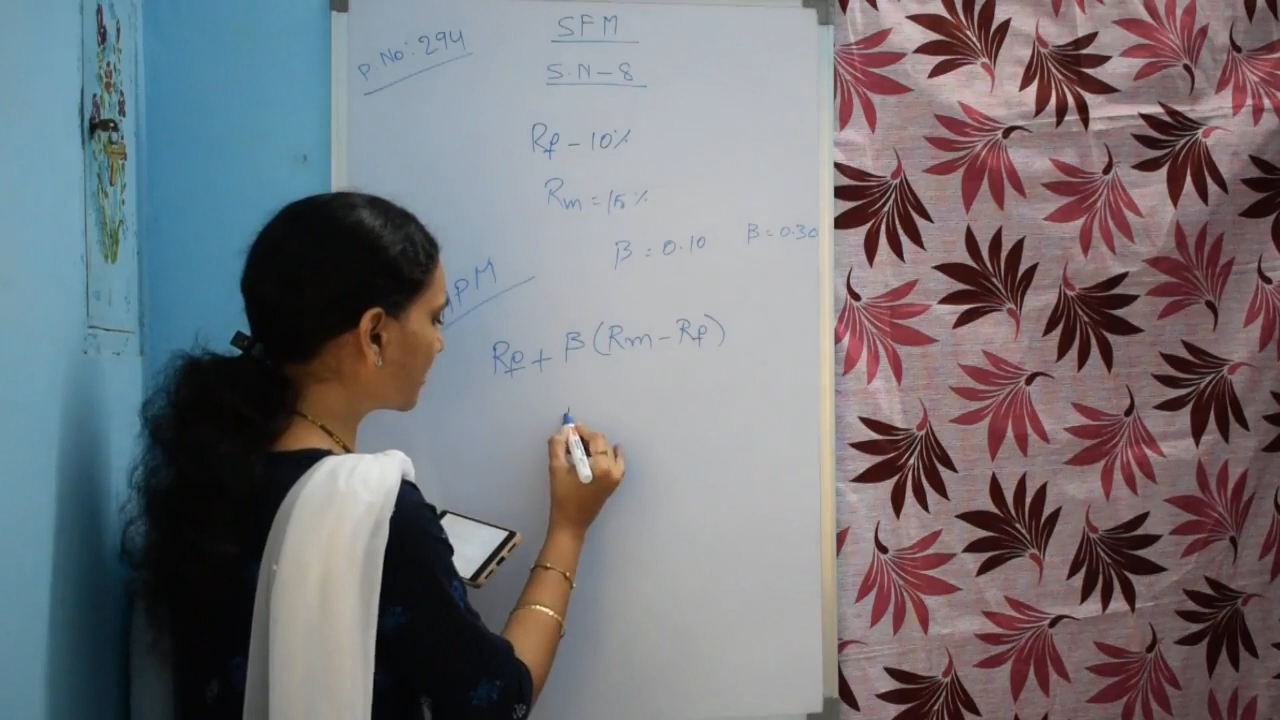 P No: 294
SFM
S.N - 8
Rf - 10%
Rm = 15%
β = 0.10 β = 0.30
PM
Rf + β (Rm - Rf)